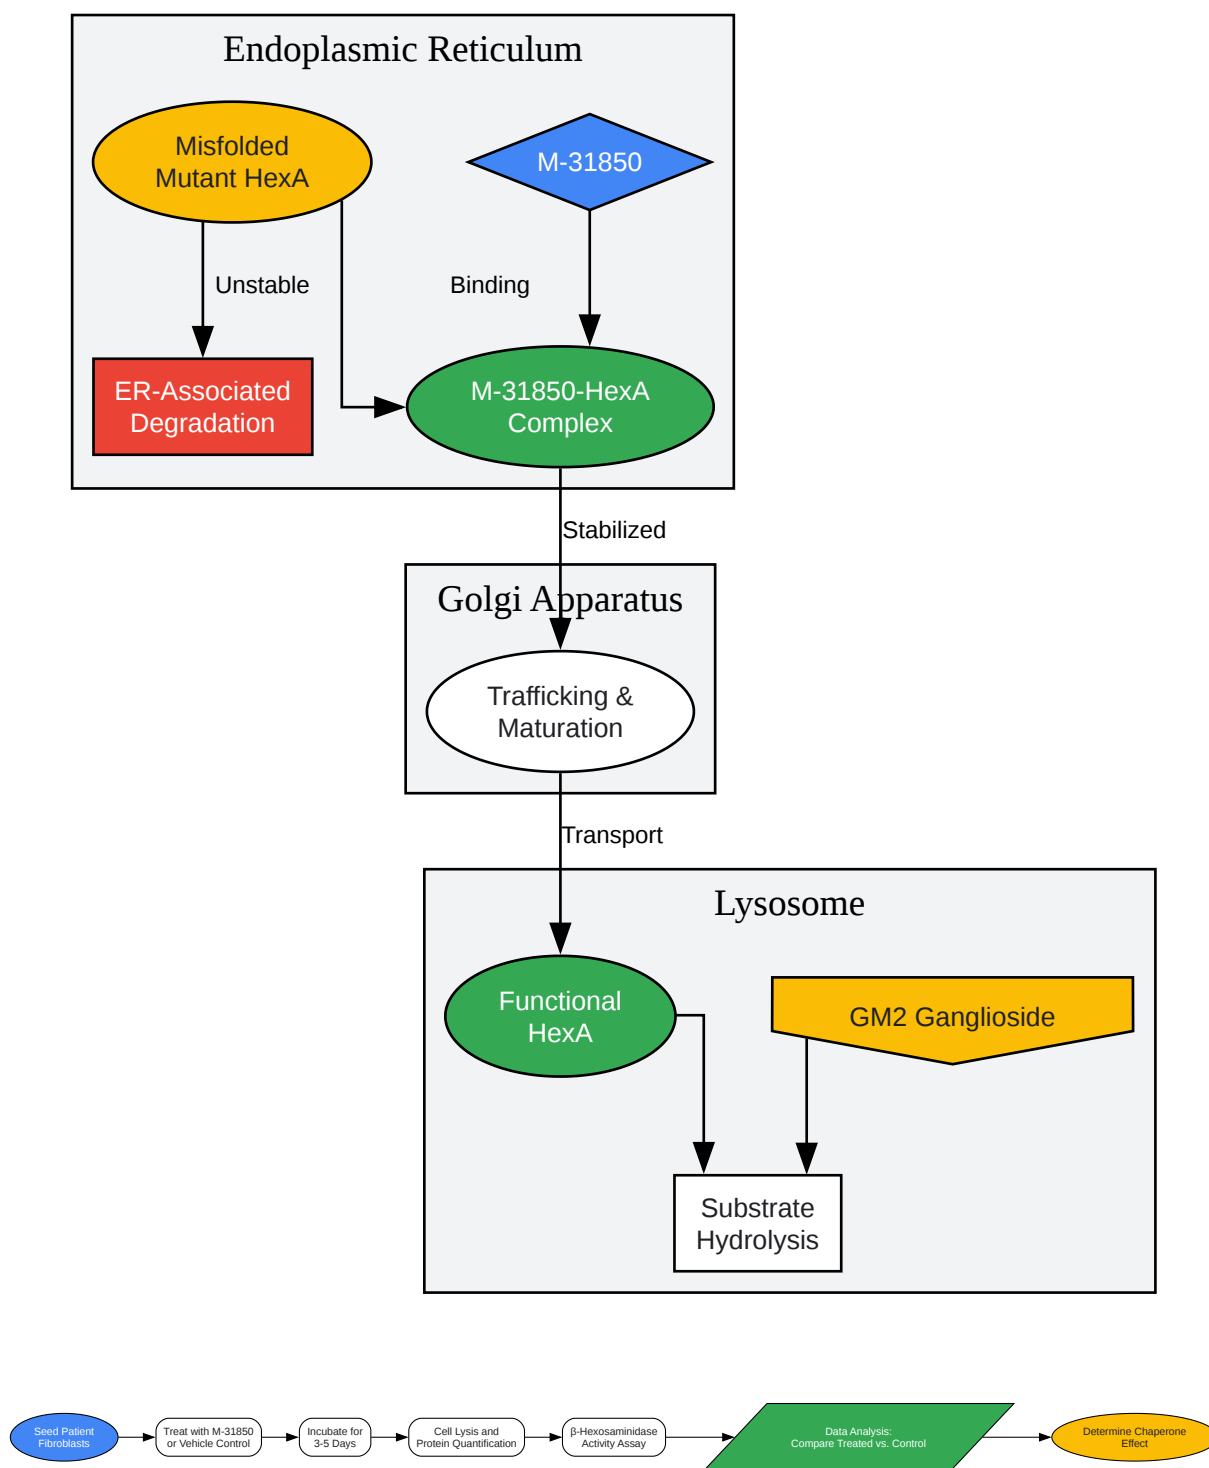 Endoplasmic Reticulum
Misfolded
Mutant HexA
M-31850
Unstable
Binding
ER-Associated
Degradation
M-31850-HexA
Complex
Stabilized
Golgi Apparatus
Trafficking &
Maturation
Transport
Lysosome
Functional
HexA
GM2 Ganglioside
Substrate
Hydrolysis
Seed Patient
Fibroblasts
Treat with M-31850
or Vehicle Control
Incubate for
3-5 Days
Cell Lysis and
Protein Quantification
β-Hexosaminidase
Activity Assay
Data Analysis:
Compare Treated vs. Control
Determine Chaperone
Effect